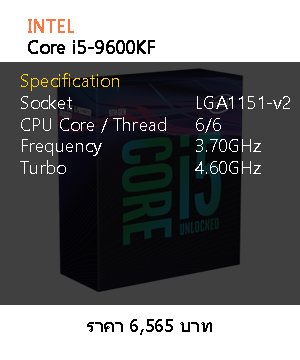 INTEL
Core i5-9600KF
Specification
Socket LGA1151-v2
CPU Core / Thread 6/6
Frequency 3.70GHz
Turbo 4.60GHz
CORE
i5
UNLOCKED
ราคา 6,565 บาท